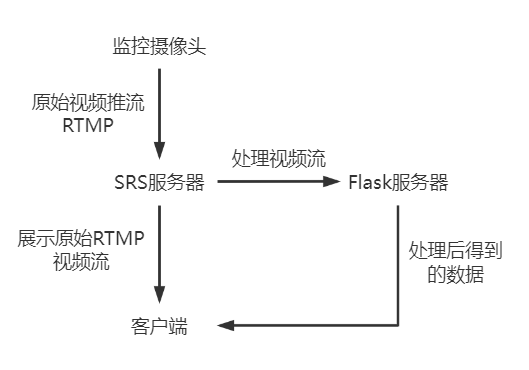 监控摄像头
原始视频推流
RTMP
处理视频流
SRS服务器
Flask服务器
展示原始RTMP
视频流
处理后得到
的数据
客户端